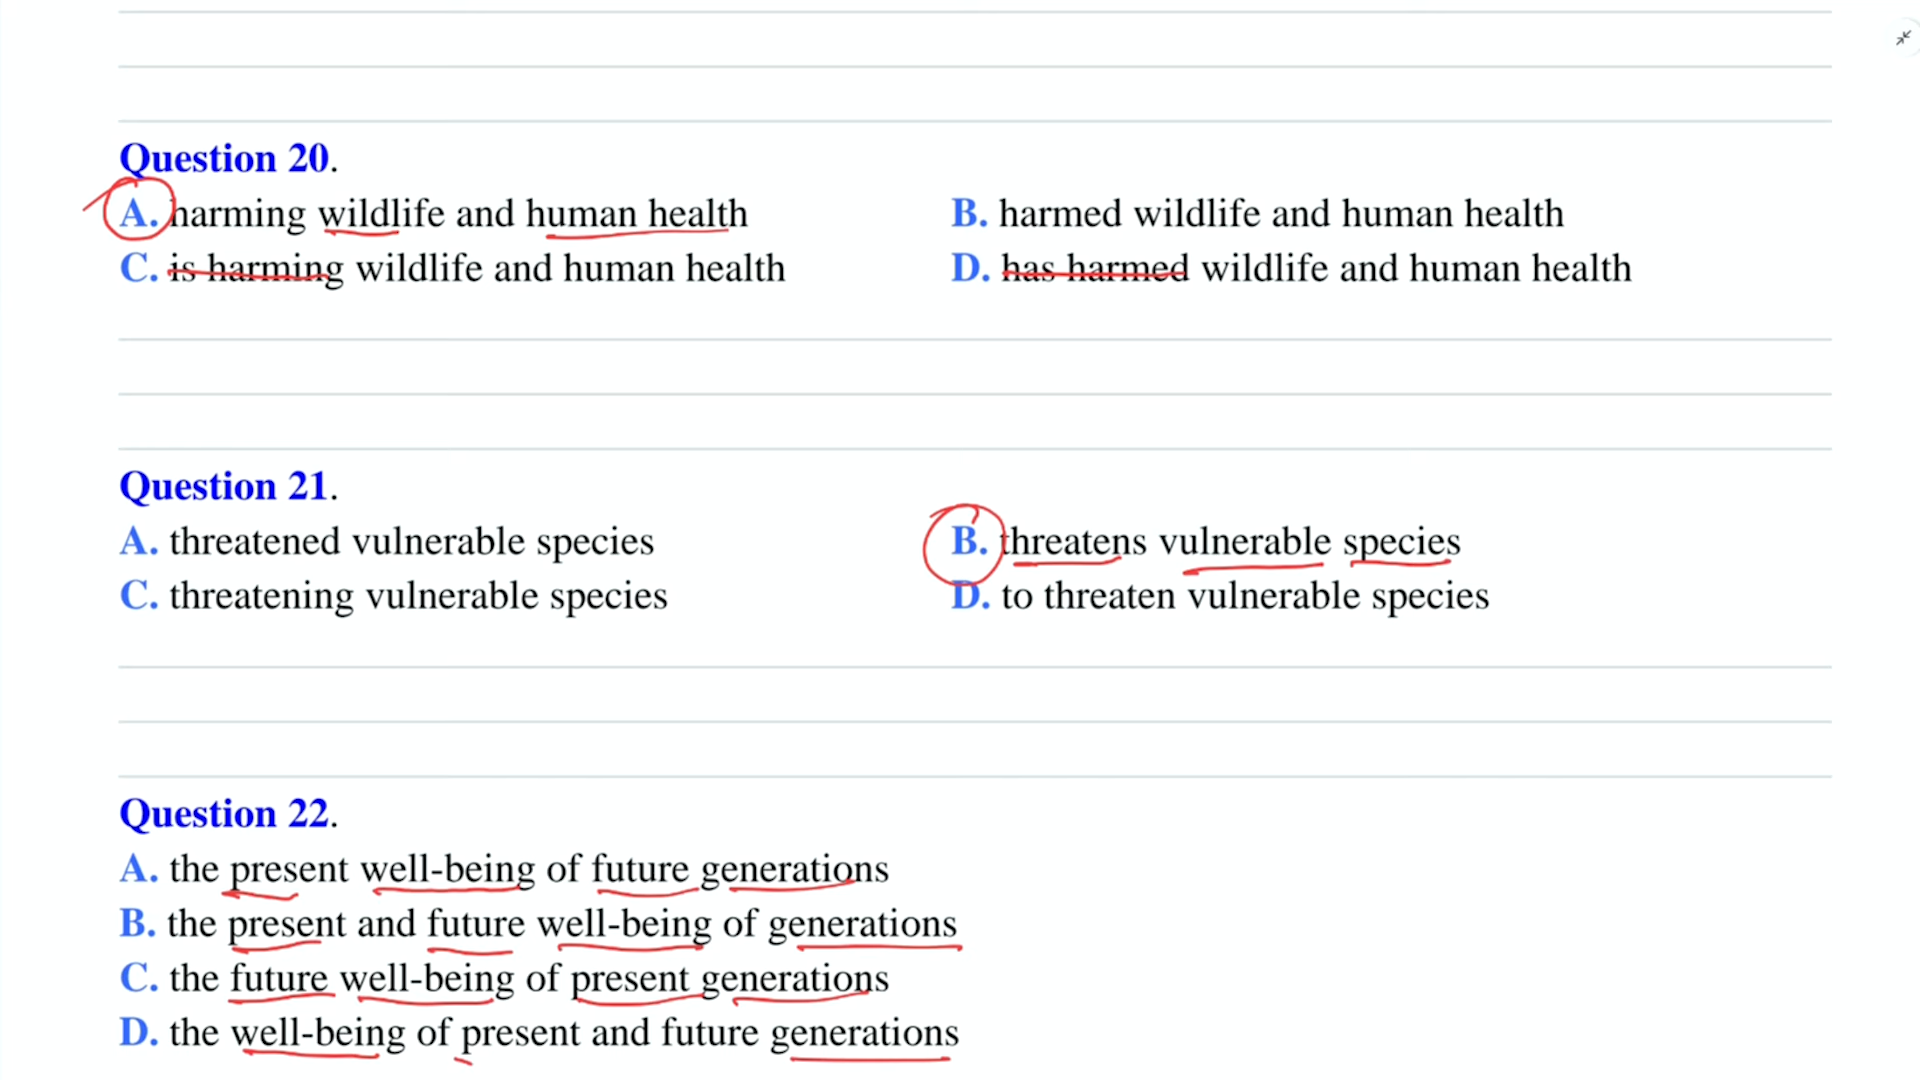 Question 20.
A. harming wildlife and human health
B. harmed wildlife and human health
C. is harming wildlife and human health
D. has harmed wildlife and human health
Question 21.
A. threatened vulnerable species
B. threatens vulnerable species
C. threatening vulnerable species
D. to threaten vulnerable species
Question 22.
A. the present well-being of future generations
B. the present and future well-being of generations
C. the future well-being of present generations
D. the well-being of present and future generations